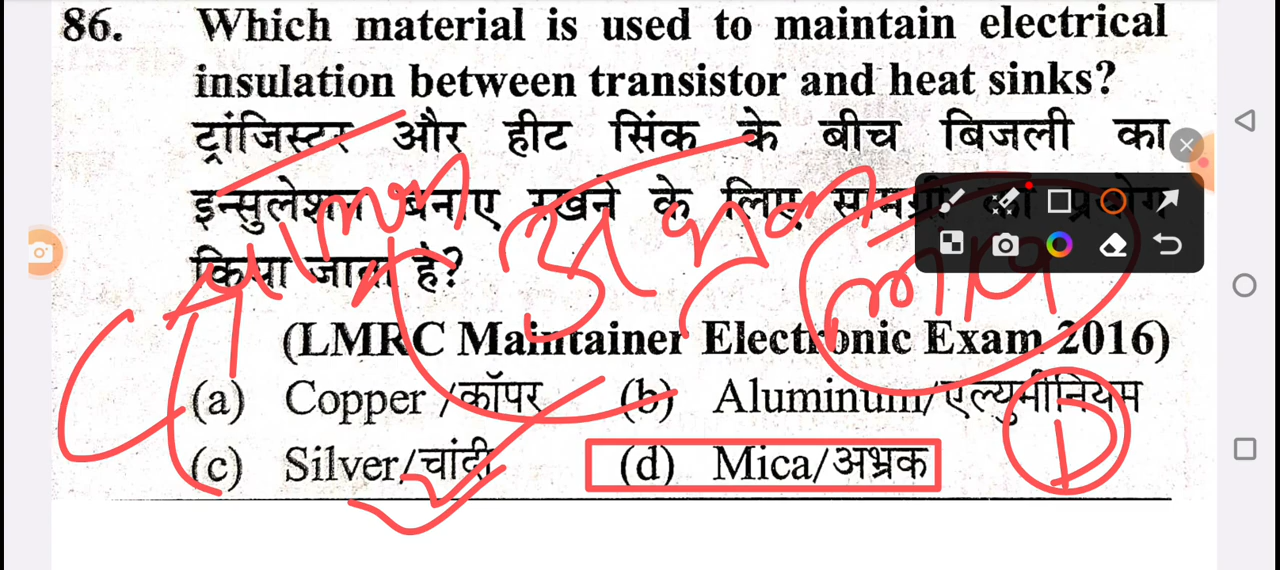 86. Which material is used to maintain electrical
insulation between transistor and heat sinks?
ट्रांजिस्टर और हीट सिंक के बीच बिजली का
इन्सुलेशन बनाए रखने के लिए सामग्री का प्रयोग
किया जाता है?
(LMRC Maintainer Electronic Exam 2016)
(a) Copper /कॉपर (b) Aluminum/एल्युमीनियम
(c) Silver/चांदी (d) Mica/अभ्रक
D